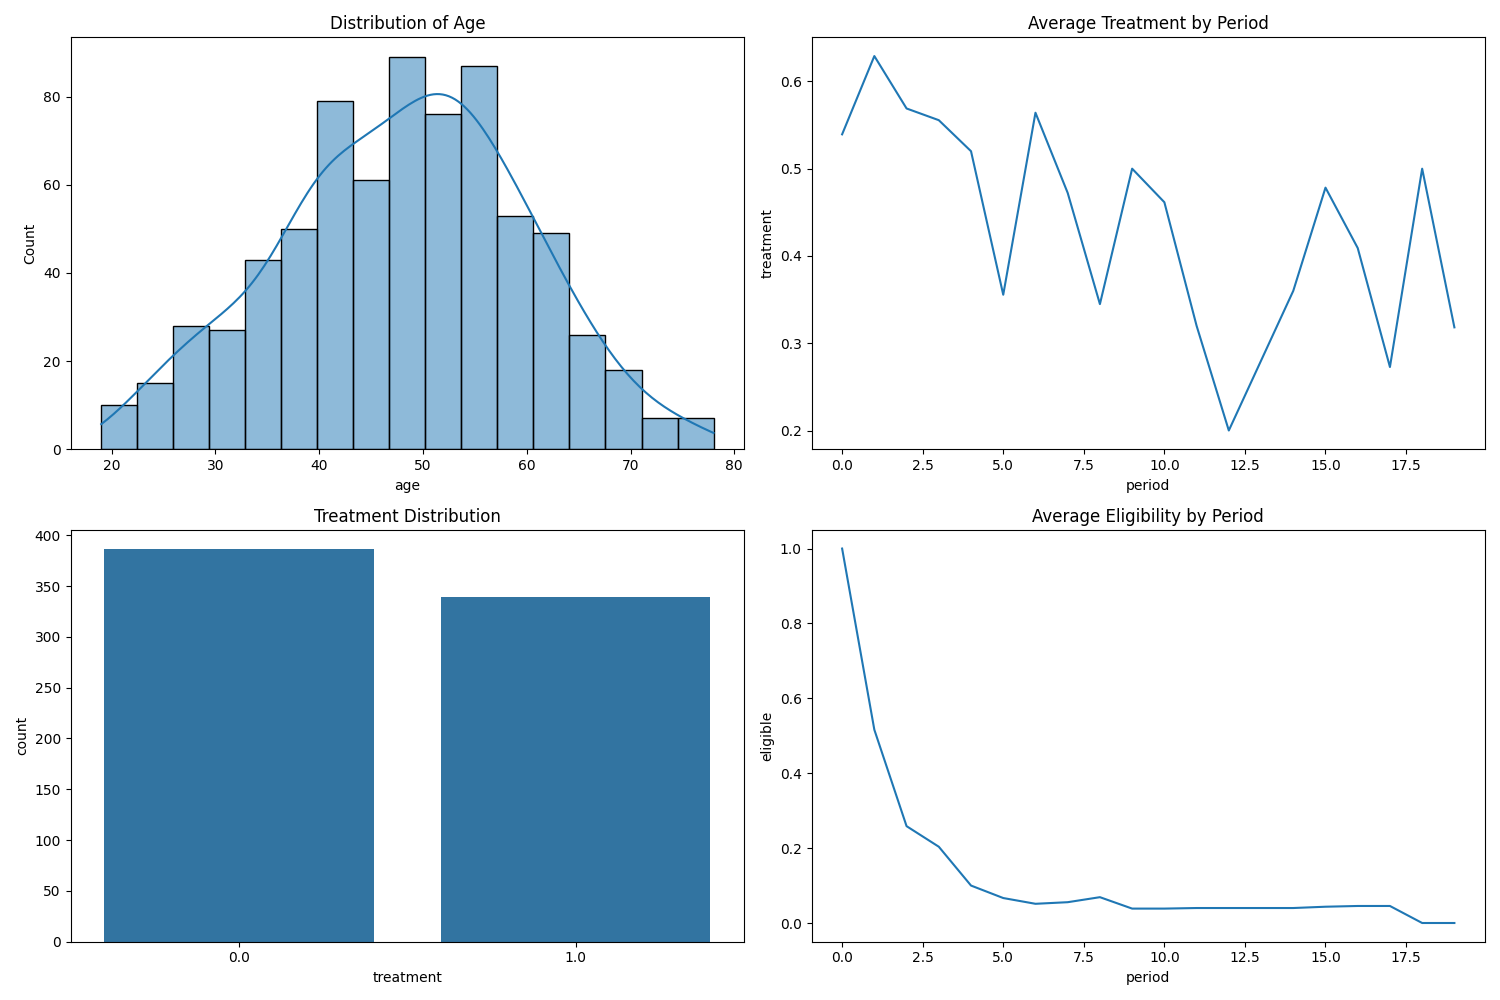 Distribution of Age
Count
80
60
40
20
0
20 30 40 50 60 70 80
age
Average Treatment by Period
treatment
0.6
0.5
0.4
0.3
0.2
0.0 2.5 5.0 7.5 10.0 12.5 15.0 17.5
period
Treatment Distribution
count
400
350
300
250
200
150
100
50
0
0.0 1.0
treatment
Average Eligibility by Period
eligible
1.0
0.8
0.6
0.4
0.2
0.0
0.0 2.5 5.0 7.5 10.0 12.5 15.0 17.5
period